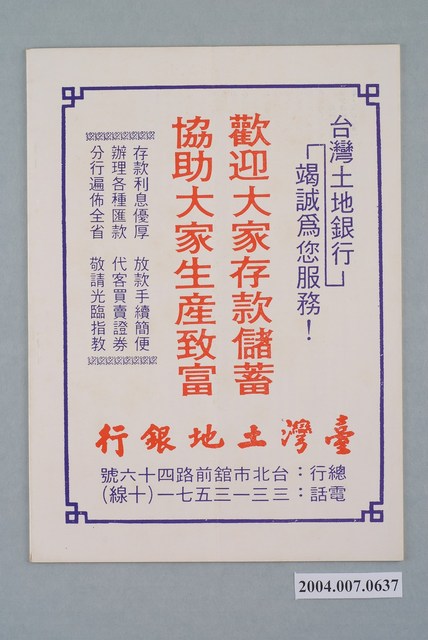 台灣土地銀行
「竭誠為您服務！」
歡迎大家存款儲蓄
協助大家生產致富
存款利息優厚　放款手續簡便
辦理各種匯款　代客買賣證券
分行遍佈全省　敬請光臨指教
臺灣土地銀行
總行：台北市舘前路四十六號
電話：三三一三五七一（十線）
2004.007.0637